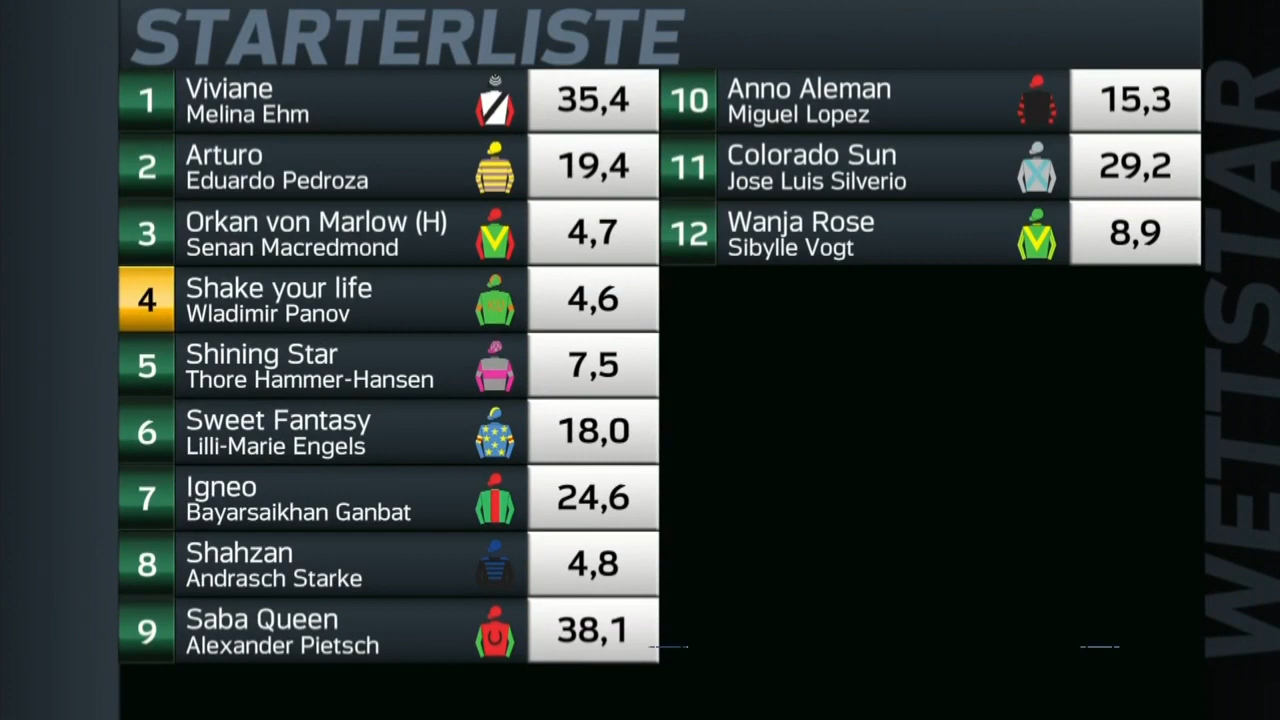 STARTERLISTE
1 Viviane 35,4
Melina Ehm
2 Arturo 19,4
Eduardo Pedroza
3 Orkan von Marlow (H) 4,7
Senan Macredmond
4 Shake your life 4,6
Wladimir Panov
5 Shining Star 7,5
Thore Hammer-Hansen
6 Sweet Fantasy 18,0
Lilli-Marie Engels
7 Igneo 24,6
Bayarsaikhan Ganbat
8 Shahzan 4,8
Andrasch Starke
9 Saba Queen 38,1
Alexander Pietsch
10 Anno Aleman 15,3
Miguel Lopez
11 Colorado Sun 29,2
Jose Luis Silverio
12 Wanja Rose 8,9
Sibylle Vogt
WETTSTAR